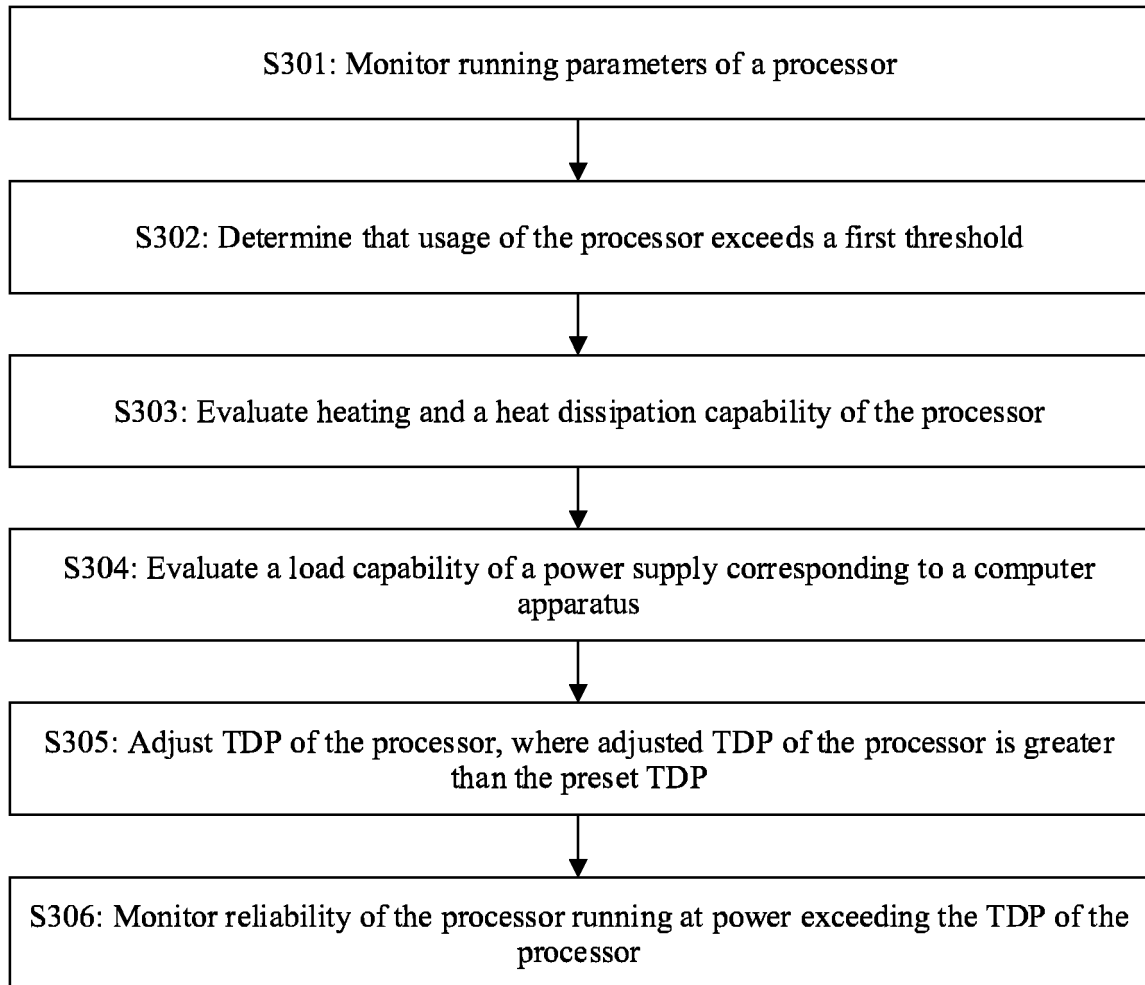 S301: Monitor running parameters of a processor
S302: Determine that usage of the processor exceeds a first threshold
S303: Evaluate heating and a heat dissipation capability of the processor
S304: Evaluate a load capability of a power supply corresponding to a computer
apparatus
S305: Adjust TDP of the processor, where adjusted TDP of the processor is greater
than the preset TDP
S306: Monitor reliability of the processor running at power exceeding the TDP of the
processor